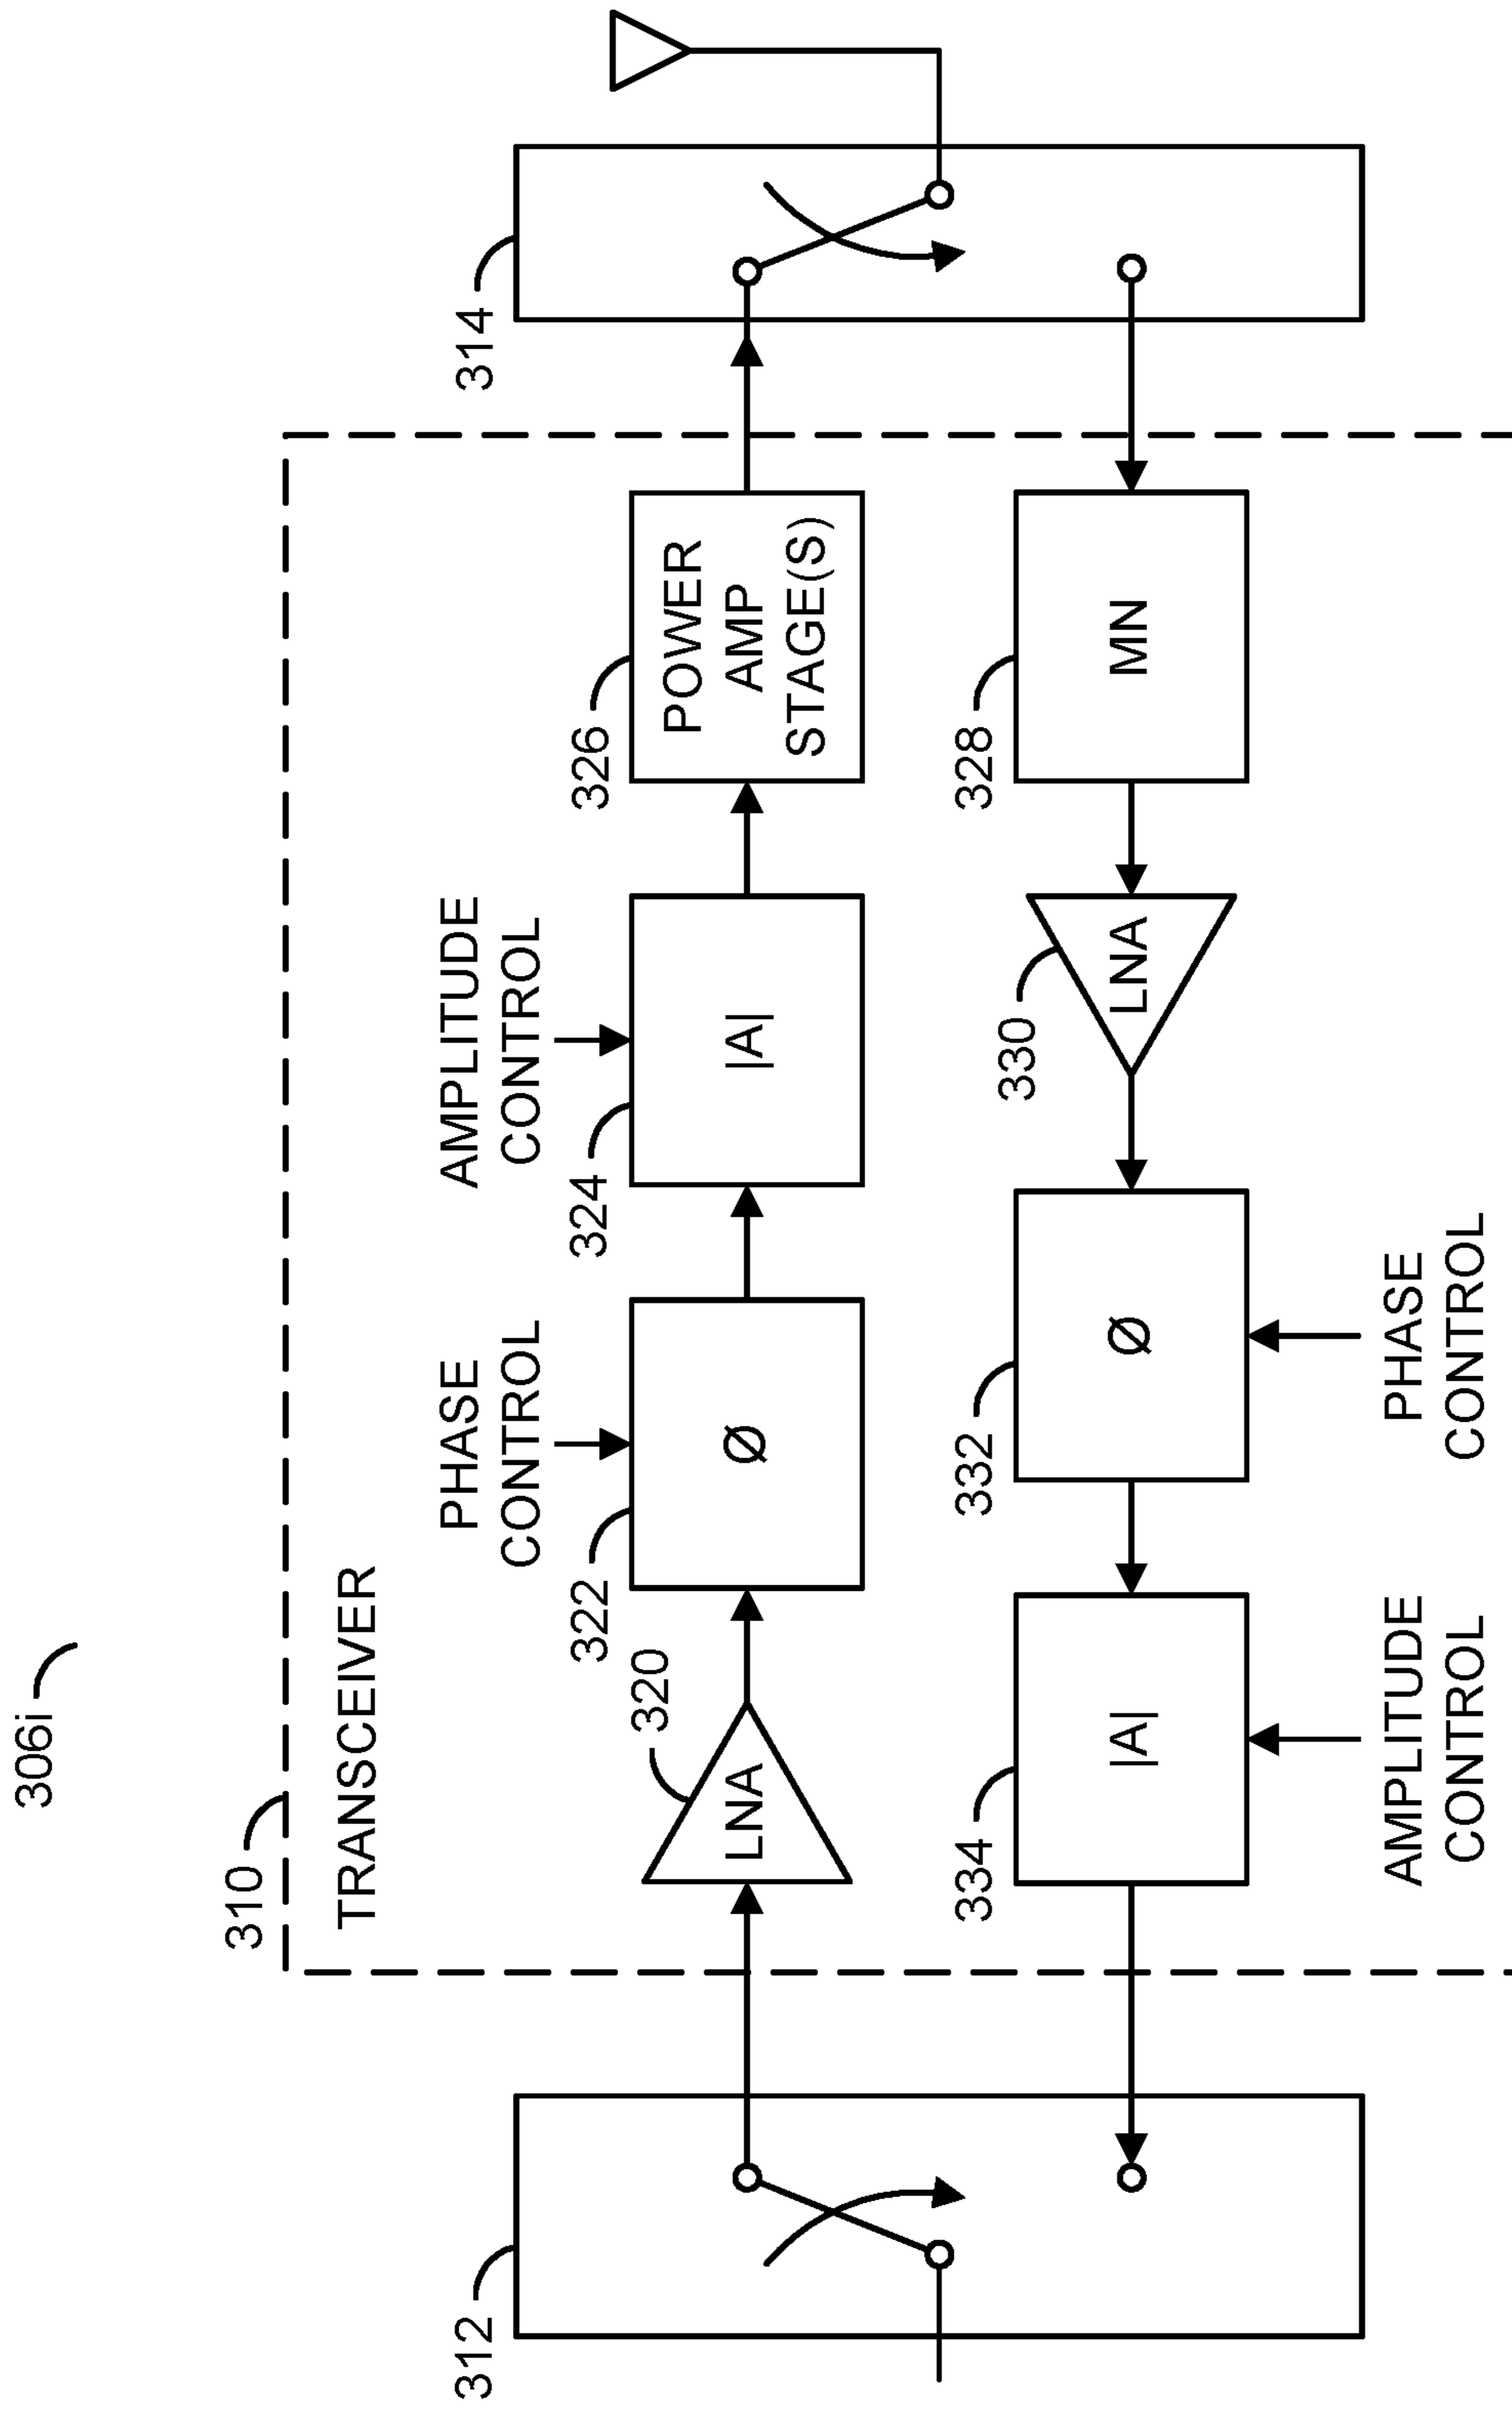 306i
310
TRANSCEIVER
312
314
PHASE
CONTROL
AMPLITUDE
CONTROL
320
LNA
322
Ø
324
|A|
326
POWER
AMP
STAGE(S)
334
|A|
332
Ø
330
LNA
328
MN
AMPLITUDE
CONTROL
PHASE
CONTROL